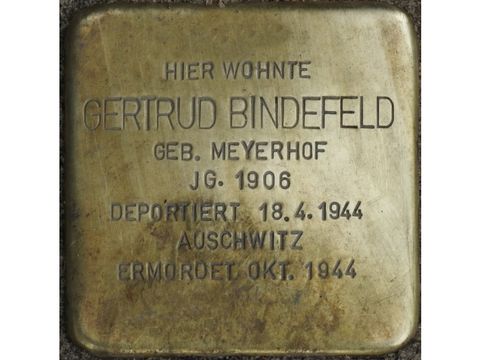 HIER WOHNTE
GERTRUD BINDEFELD
GEB. MEYERHOF
JG. 1906
DEPORTIERT 18.4.1944
AUSCHWITZ
ERMORDET OKT. 1944